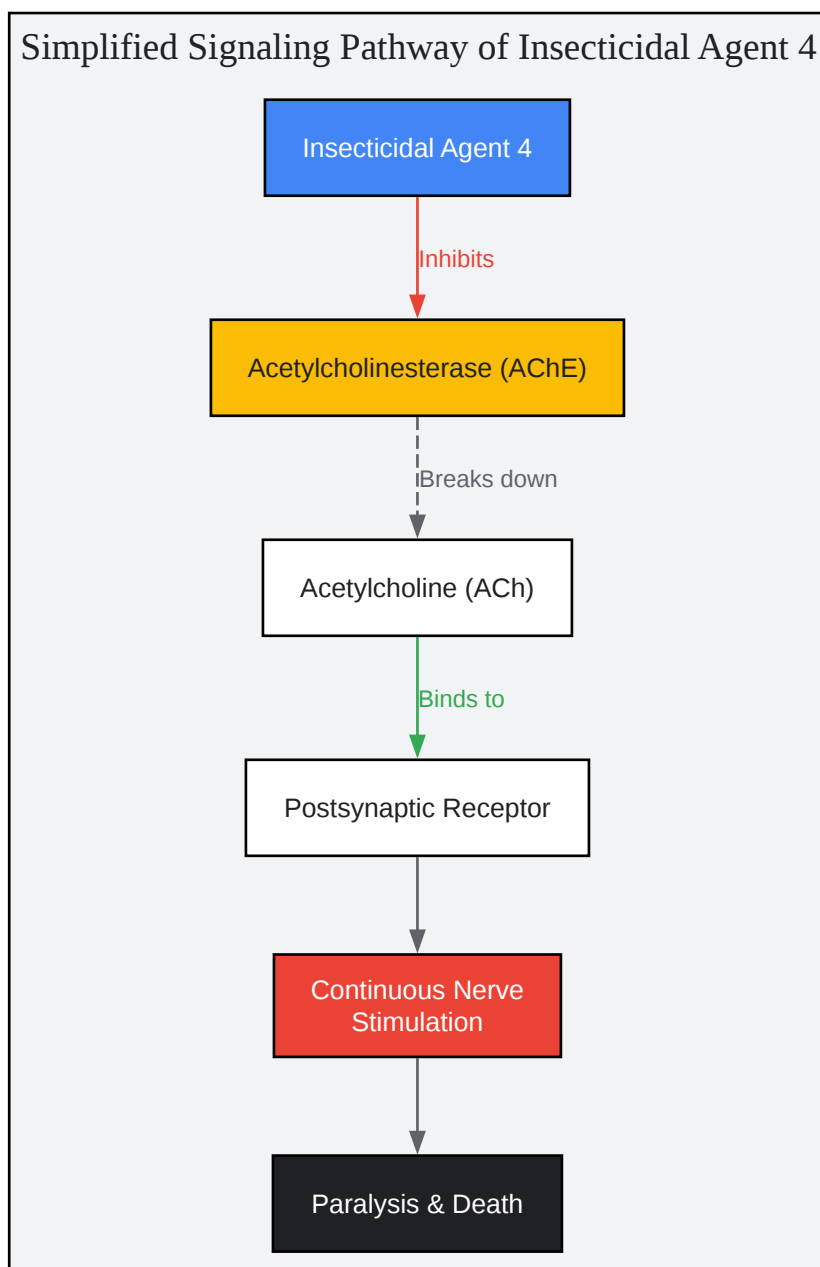 Simplified Signaling Pathway of Insecticidal Agent 4
Insecticidal Agent 4
Inhibits
Acetylcholinesterase (AChE)
Breaks down
Acetylcholine (ACh)
Binds to
Postsynaptic Receptor
Continuous Nerve
Stimulation
Paralysis & Death